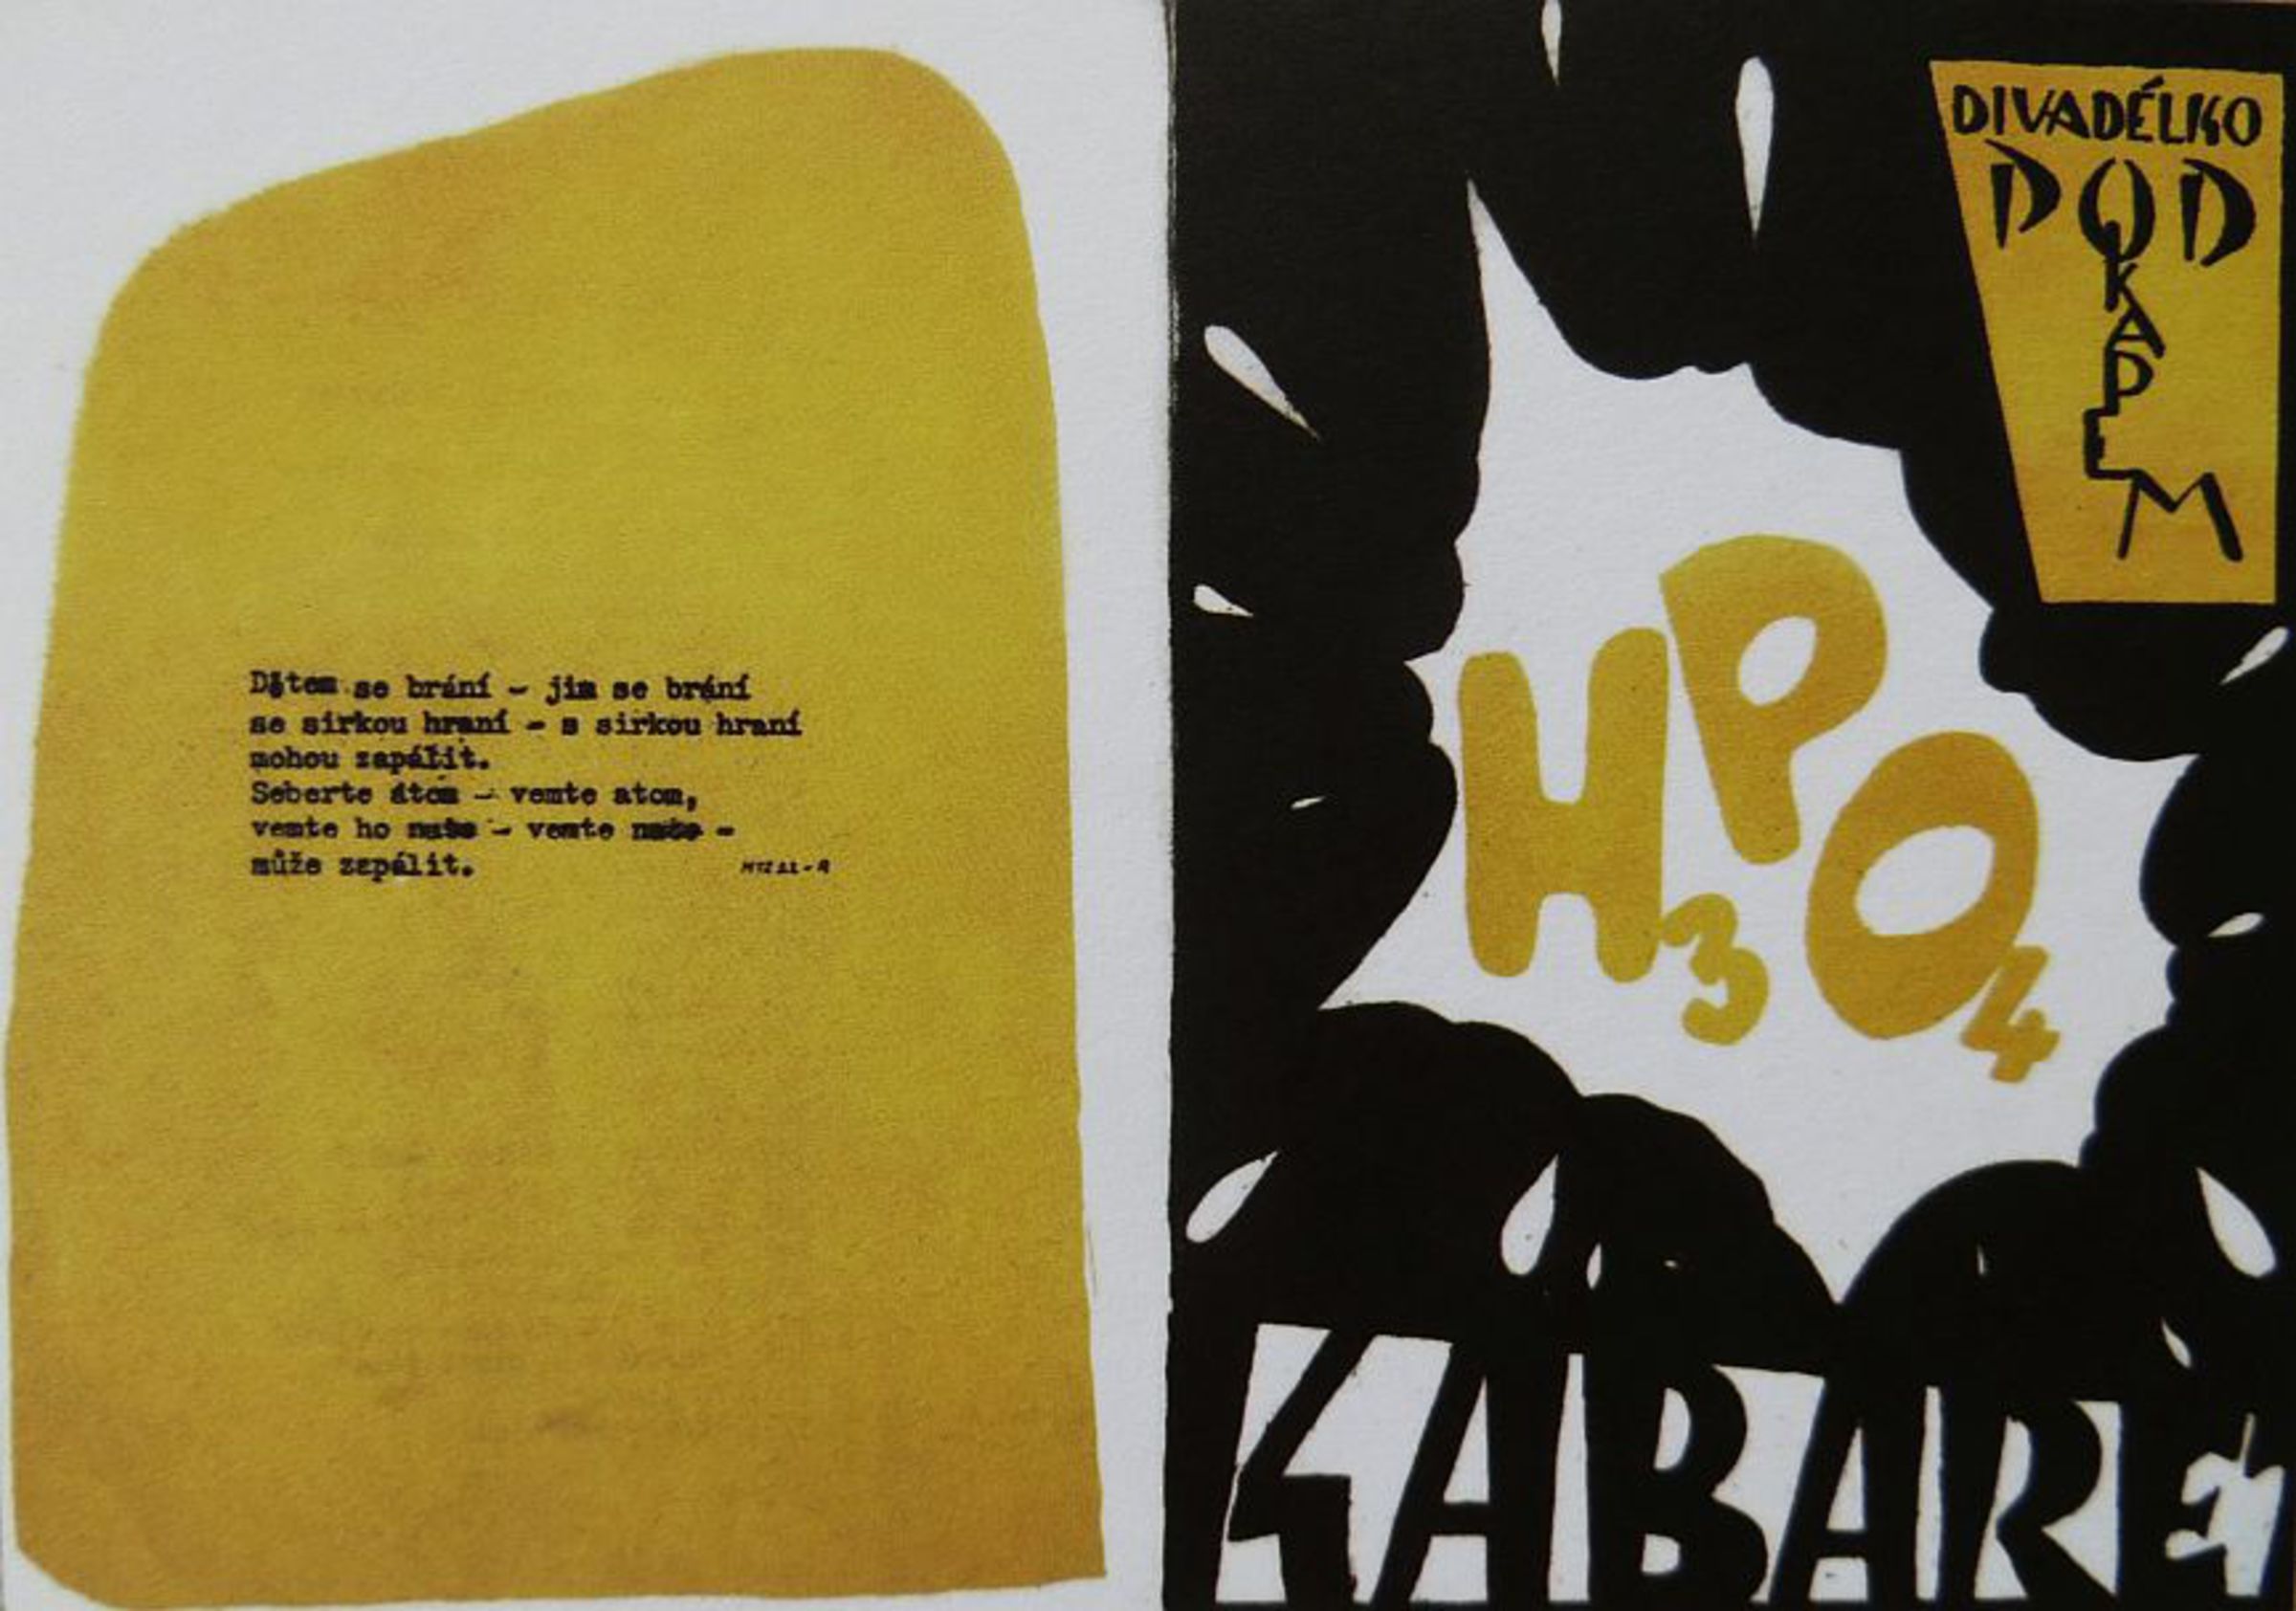 Dětem se brání - jim se brání
se sirkou hraní - s sirkou hraní
mohou zapálit.
Seberte átom - vemte atom,
vemte ho - vemte -
může zapálit.
DIVADÉLKO
POD
OKAPEM
H3PO4
KABARET